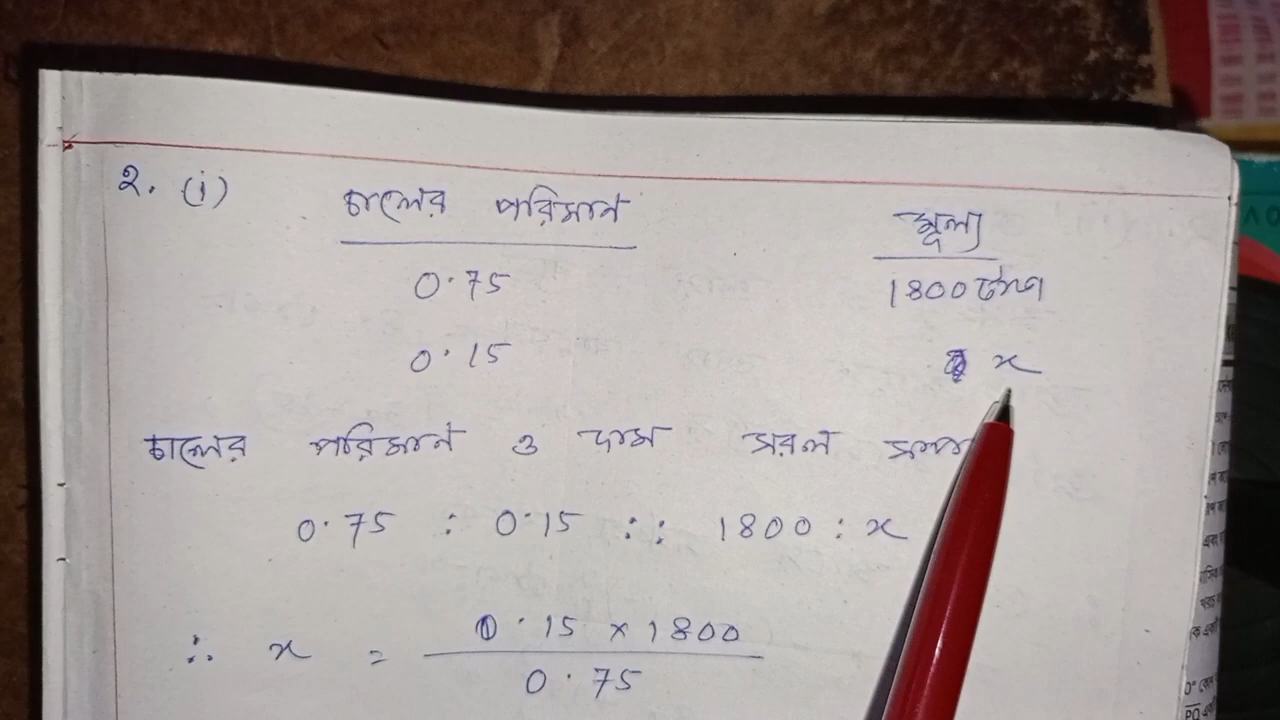 ২. (i) চালের পরিমান মূল্য
0.75 1800 টাকা
0.15 x
চালের পরিমান ও দাম সরল
0.75 : 0.15 :: 1800 : x
∴ x = 0.15 × 1800
0.75